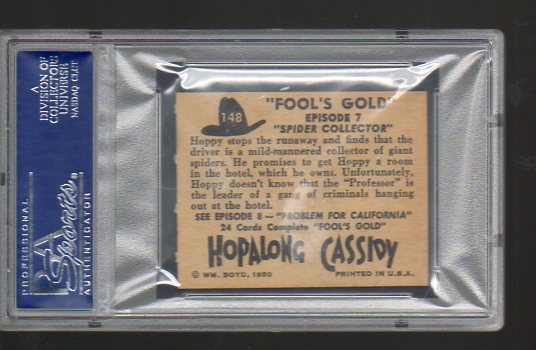 A
DIVISION OF
COLLECTORS
UNIVERSE
NASDAQ: CLCT
PROFESSIONAL
PSA
Sports
AUTHENTICATOR
148
"FOOL'S GOLD"
EPISODE 7
"SPIDER COLLECTOR"
Hoppy stops the runaway and finds that the
driver is a mild-mannered collector of giant
spiders. He promises to get Hoppy a room
in the hotel, which he owns. Unfortunately,
Hoppy doesn't know that the "Professor" is
the leader of a gang of criminals hanging
out at the hotel.
SEE EPISODE 8 — "PROBLEM FOR CALIFORNIA"
24 Cards Complete "FOOL'S GOLD"
HOPALONG CASSIDY
© WM. BOYD, 1950 PRINTED IN U.S.A.